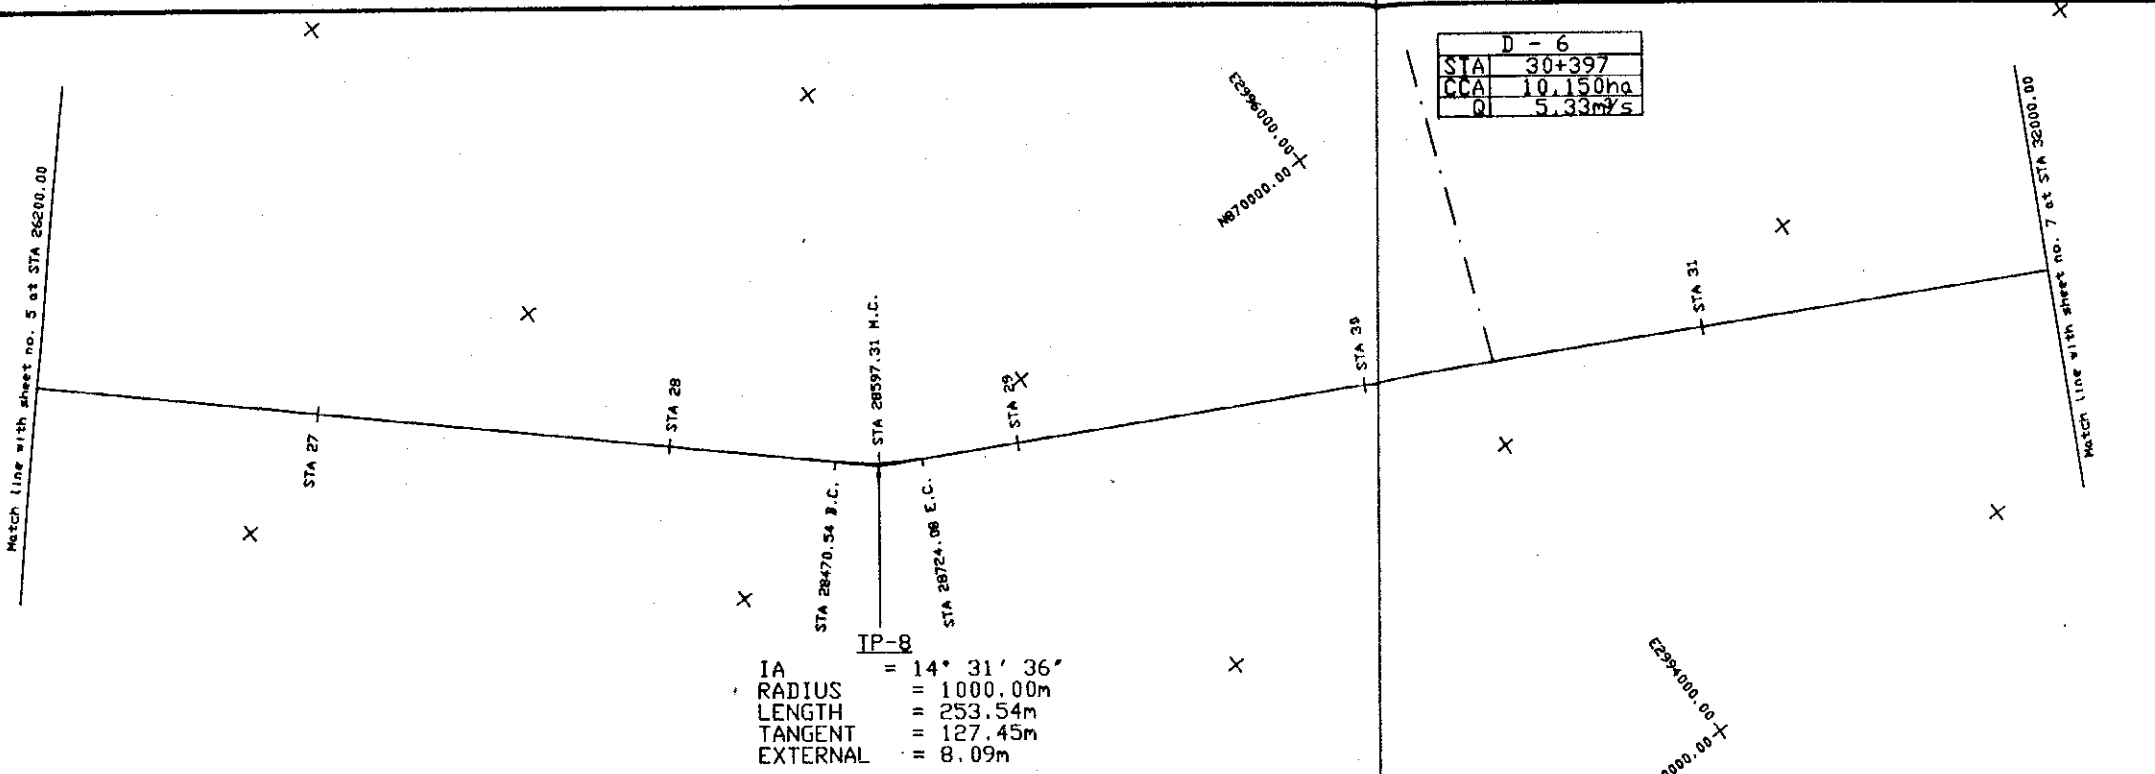 D - 6
STA 30+397
CCA 10,150ha
Q 5.33m³/s
E2996000.00
N870000.00
Match line with sheet no. 5 at STA 26200.00
Match line with sheet no. 7 at STA 32000.00
STA 27
STA 28
STA 28597.31 M.C.
STA 29
STA 30
STA 31
STA 28470.54 B.C.
STA 28724.08 E.C.
IP-8
IA = 14° 31' 36"
RADIUS = 1000.00m
LENGTH = 253.54m
TANGENT = 127.45m
EXTERNAL = 8.09m
E2994000.00